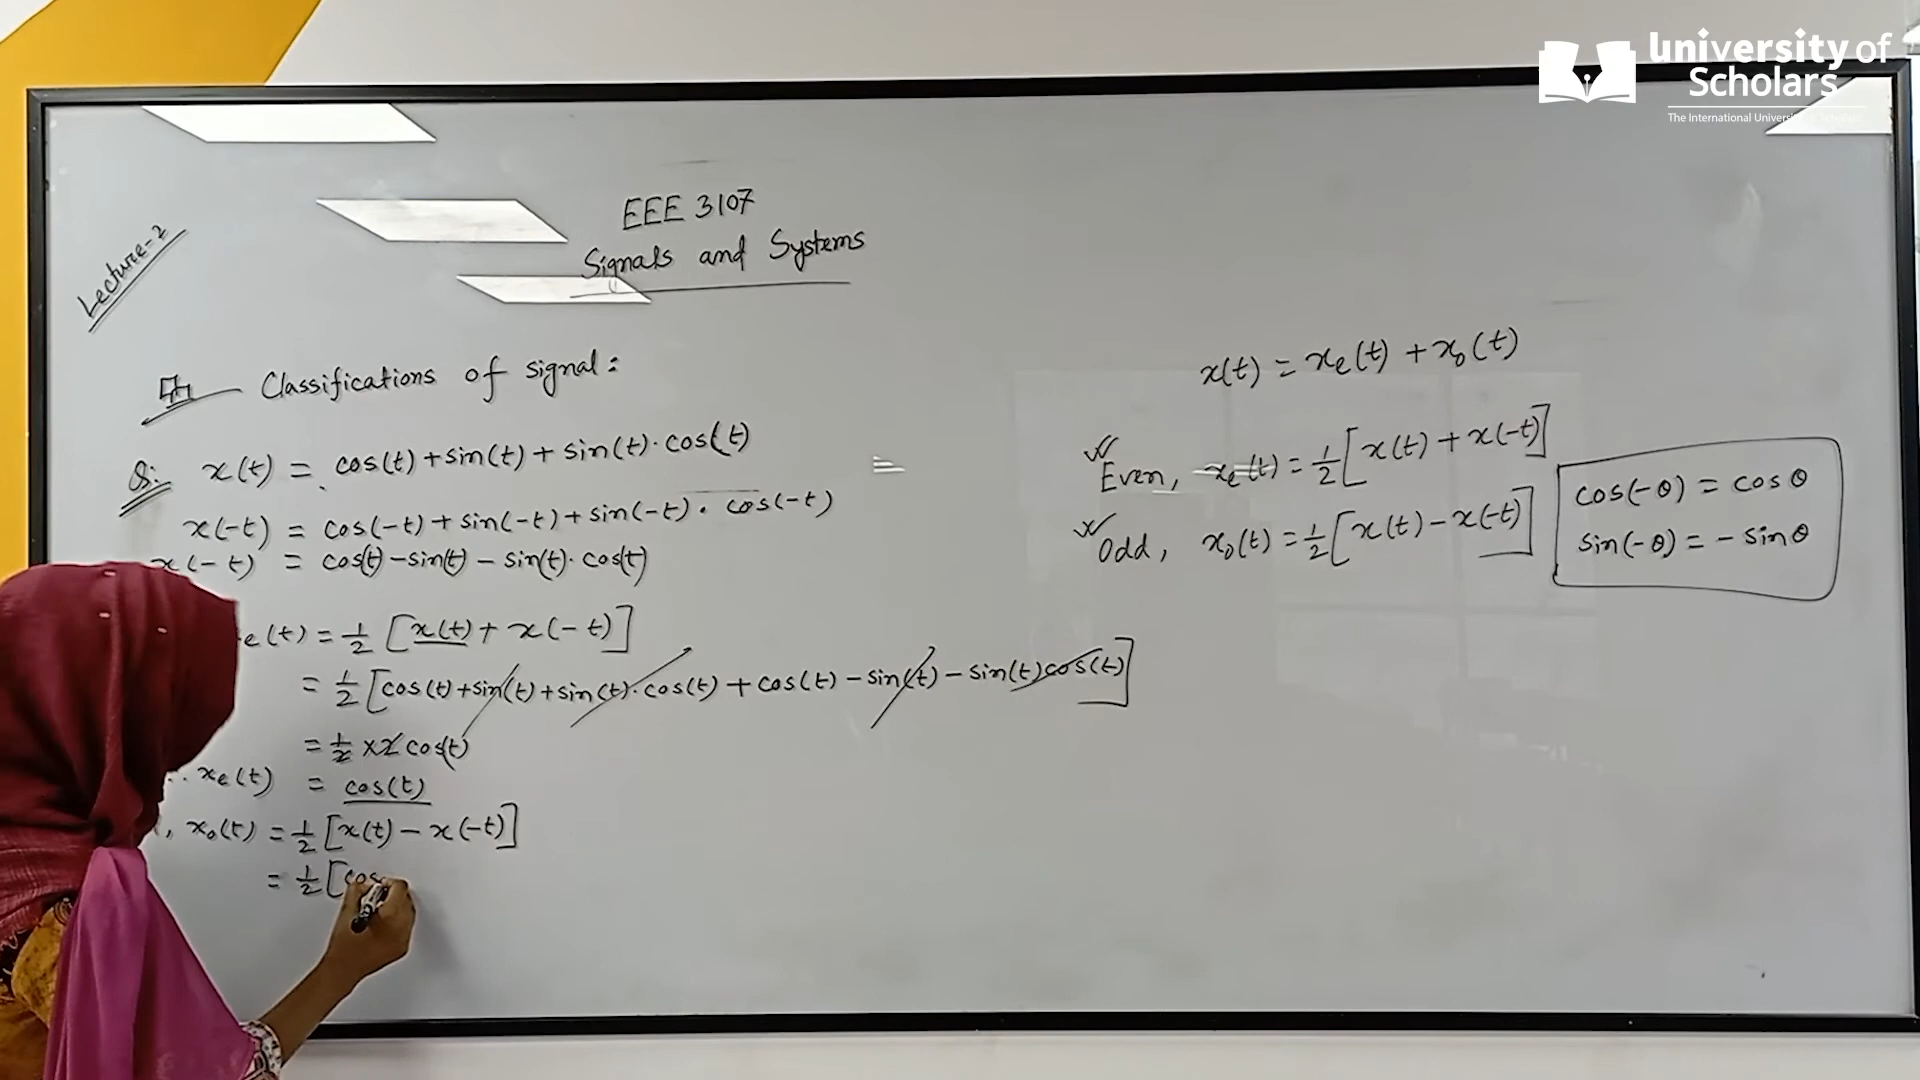 University of
Scholars
Lecture-2
EEE 3107
Signals and Systems
Classifications of signal:
Q: x(t) = cos(t) + sin(t) + sin(t)·cos(t)
x(-t) = cos(-t) + sin(-t) + sin(-t)·cos(-t)
x(-t) = cos(t) - sin(t) - sin(t)·cos(t)
e(t) = 1/2 [x(t) + x(-t)]
= 1/2 [cos(t) + sin(t) + sin(t)·cos(t) + cos(t) - sin(t) - sin(t)cos(t)]
= 1/2 × 2 cos(t)
xe(t) = cos(t)
, xo(t) = 1/2 [x(t) - x(-t)]
= 1/2 [cos
x(t) = xe(t) + xo(t)
Even, xe(t) = 1/2 [x(t) + x(-t)]
Odd, xo(t) = 1/2 [x(t) - x(-t)]
cos(-θ) = cosθ
sin(-θ) = - sinθ